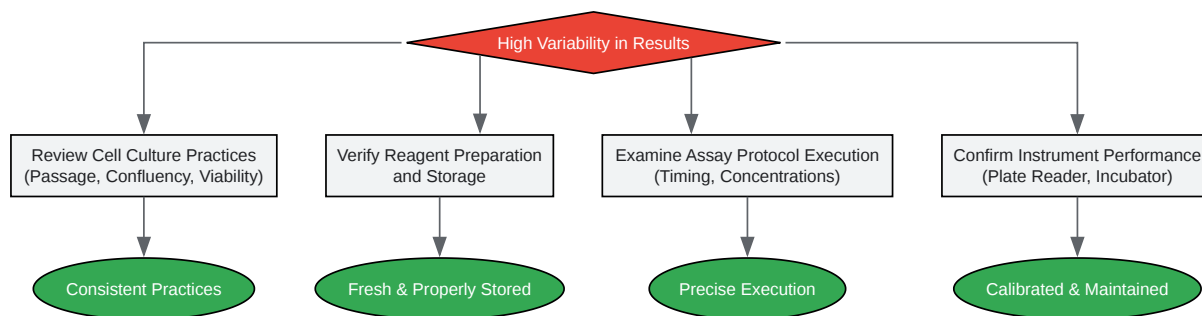 High Variability in Results
Review Cell Culture Practices
(Passage, Confluency, Viability)
Verify Reagent Preparation
and Storage
Examine Assay Protocol Execution
(Timing, Concentrations)
Confirm Instrument Performance
(Plate Reader, Incubator)
Consistent Practices
Fresh & Properly Stored
Precise Execution
Calibrated & Maintained